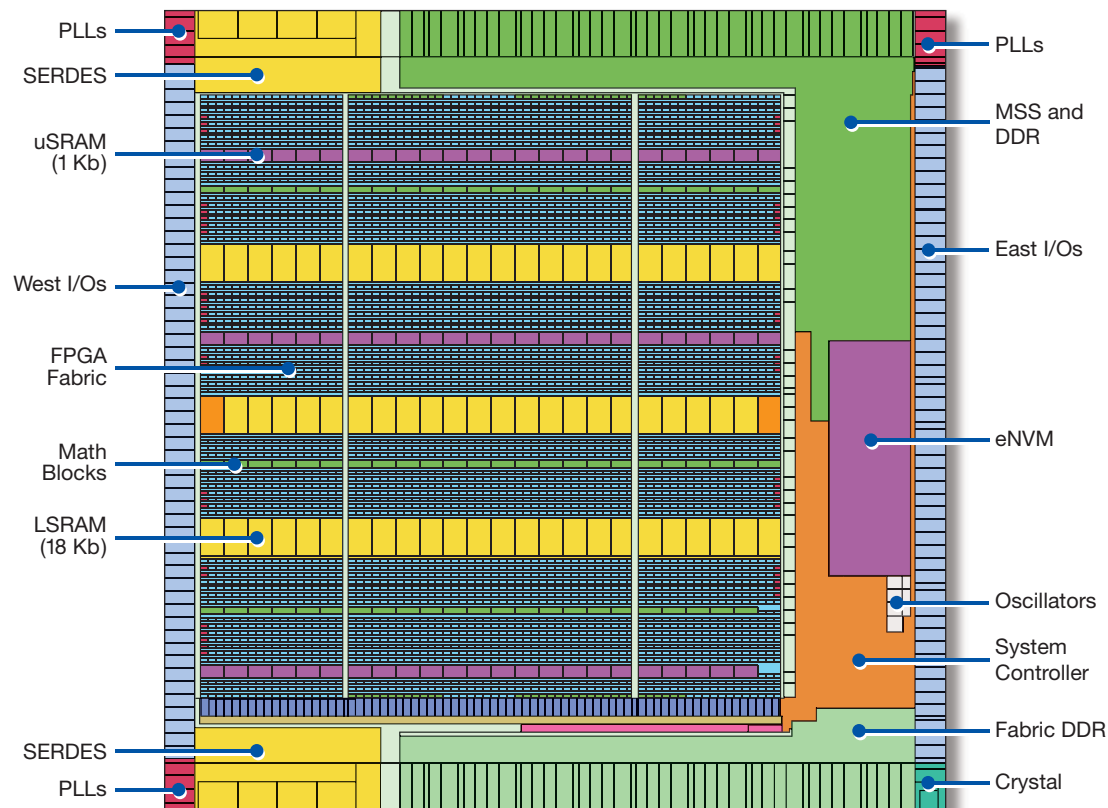 PLLs
SERDES
uSRAM
(1 Kb)
West I/Os
FPGA
Fabric
Math
Blocks
LSRAM
(18 Kb)
SERDES
PLLs
PLLs
MSS and
DDR
East I/Os
eNVM
Oscillators
System
Controller
Fabric DDR
Crystal